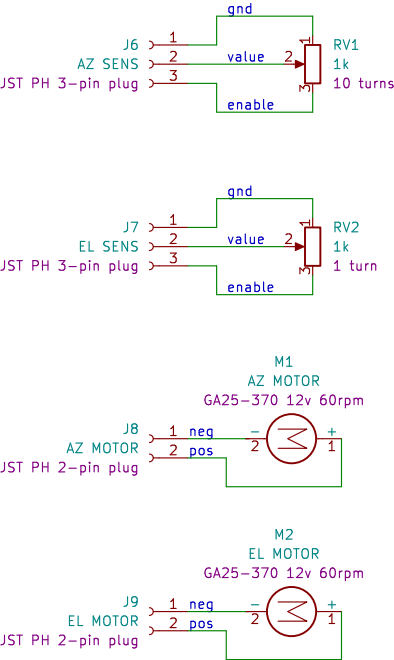 gnd
J6 1 1 RV1
AZ SENS 2 value 2 1k
JST PH 3-pin plug 3 3 10 turns
enable
gnd
J7 1 1 RV2
EL SENS 2 value 2 1k
JST PH 3-pin plug 3 3 1 turn
enable
M1
AZ MOTOR
GA25-370 12v 60rpm
J8 1 neg - +
AZ MOTOR 2 pos 2 1
JST PH 2-pin plug
M2
EL MOTOR
GA25-370 12v 60rpm
J9 1 neg - +
EL MOTOR 2 pos 2 1
JST PH 2-pin plug